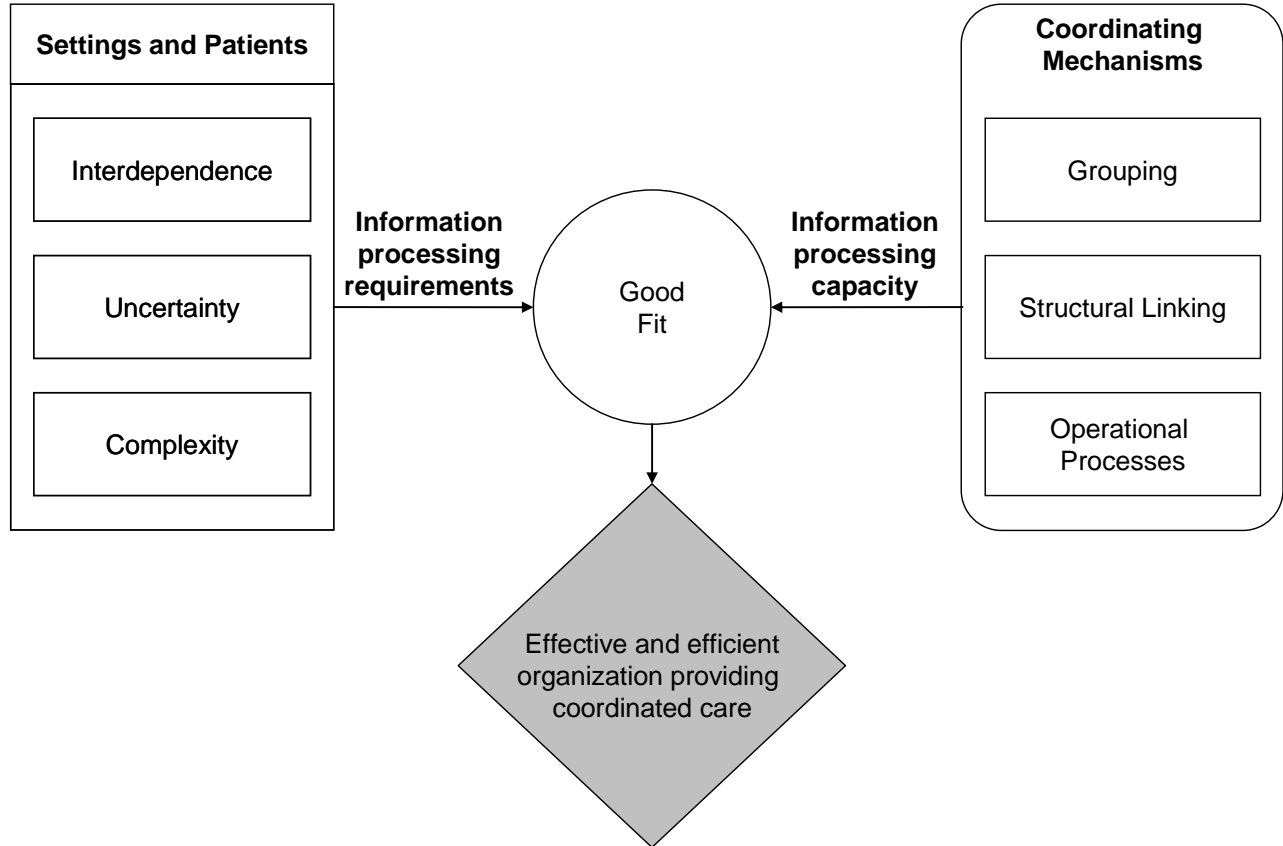 Settings and Patients
Interdependence
Uncertainty
Complexity
Information
processing
requirements
Good
Fit
Information
processing
capacity
Coordinating
Mechanisms
Grouping
Structural Linking
Operational
Processes
Effective and efficient
organization providing
coordinated care